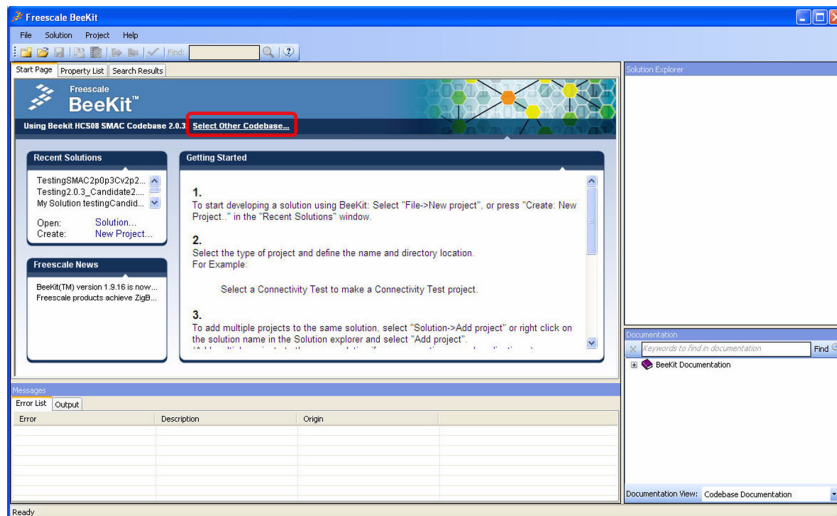 Freescale BeeKit
File Solution Project Help
Find:
Start Page Property List Search Results
Freescale
BeeKit™
Using Beekit HCS08 SMAC Codebase 2.0.3 Select Other Codebase...
Recent Solutions
TestingSMAC2p0p3Cv2p2...
Testing2.0.3_Candidate2....
My Solution testingCandid...
Open: Solution...
Create: New Project...
Freescale News
BeeKit(TM) version 1.9.16 is now...
Freescale products achieve ZigB...
Getting Started
1.
To start developing a solution using BeeKit: Select "File->New project", or press "Create: New
Project.." in the "Recent Solutions" window.
2.
Select the type of project and define the name and directory location.
For Example:
Select a Connectivity Test to make a Connectivity Test project.
3.
To add multiple projects to the same solution, select "Solution->Add project" or right click on
the solution name in the Solution explorer and select "Add project".
Messages
Error List Output
Error Description Origin
Ready
Solution Explorer
Documentation
Keywords to find in documentation Find
BeeKit Documentation
Documentation View: Codebase Documentation